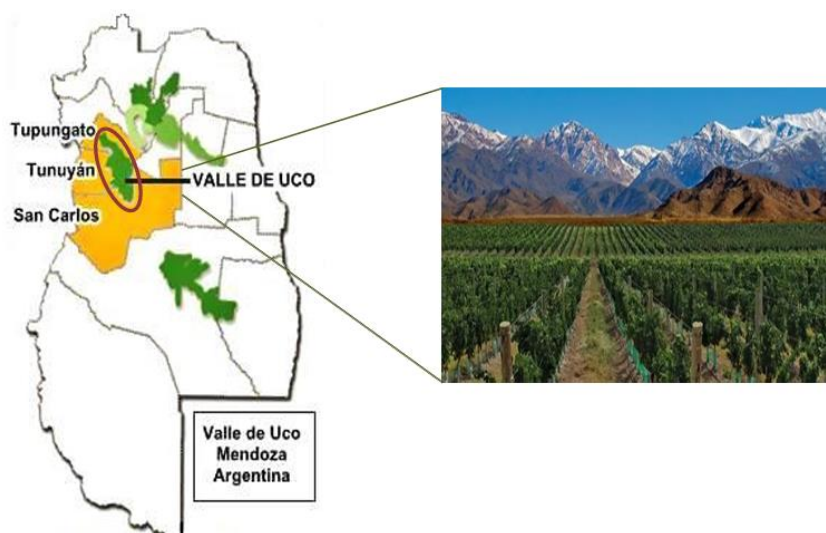 Tupungato
Tunuyán
VALLE DE UCO
San Carlos
Valle de Uco
Mendoza
Argentina